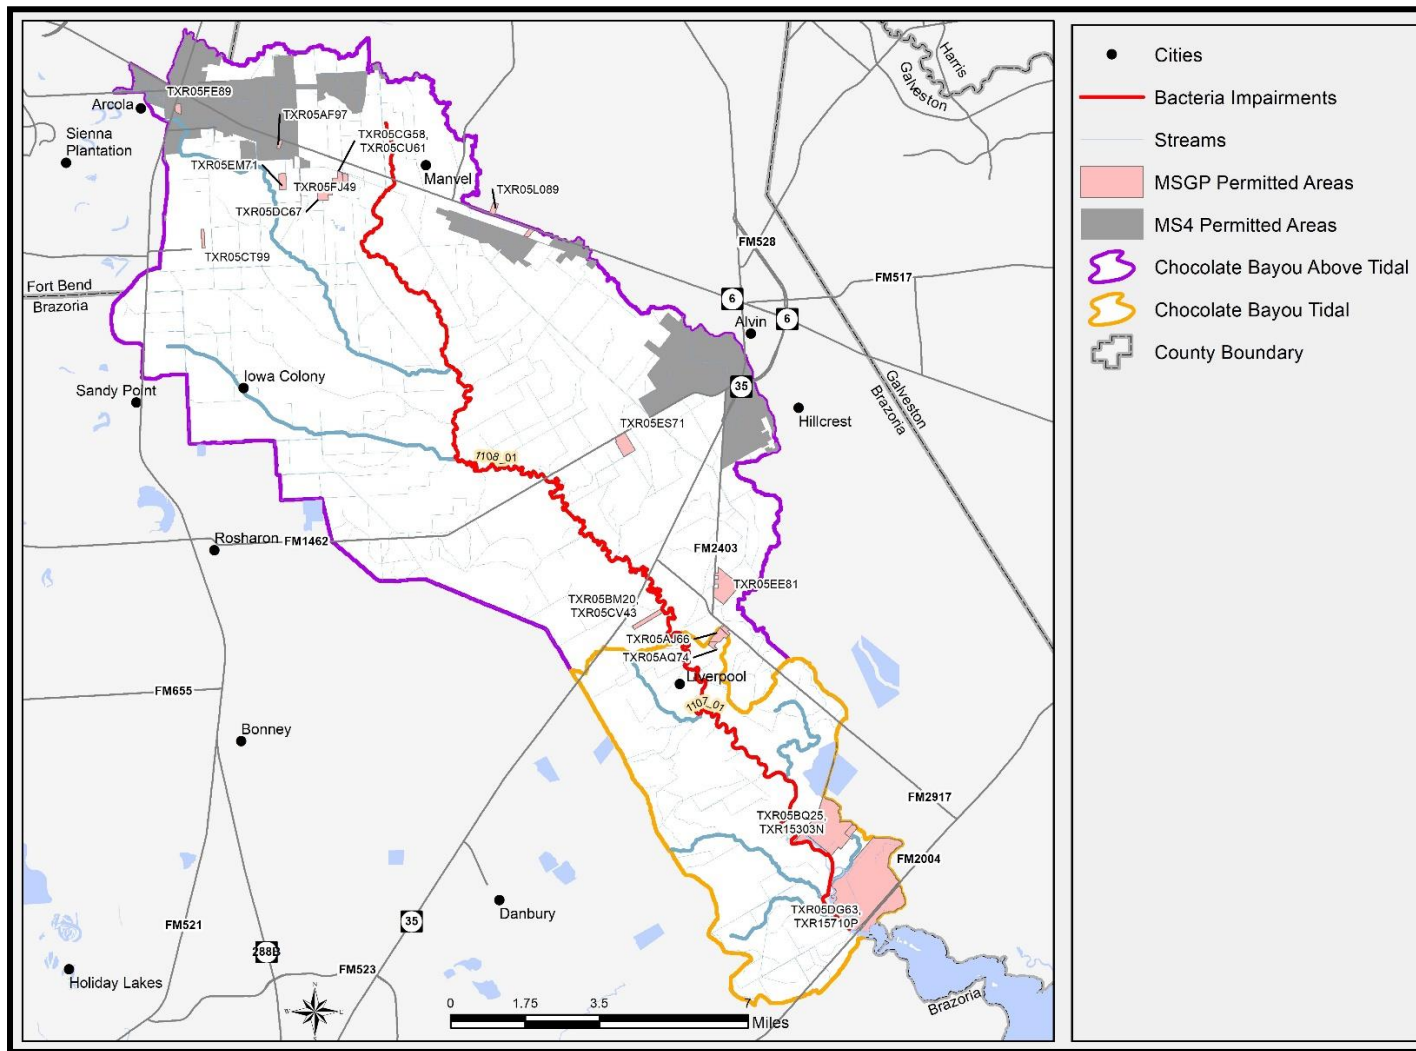 Harris
Galveston
TXR05FE89
Arcola
TXR05AF97
TXR05CG58,
TXR05CU61
Sienna
Plantation
TXR05EM71
TXR05FJ49
Manvel
TXR05L089
TXR05DC67
TXR05CT99
FM528
FM517
Fort Bend
Brazoria
6
6
Alvin
Galveston
Brazoria
Sandy Point
Iowa Colony
35
Hillcrest
TXR05ES71
1108_01
Rosharon
FM1462
FM2403
TXR05EE81
TXR05BM20,
TXR05CV43
TXR05AJ66
TXR05AQ74
Liverpool
1107_01
FM655
Bonney
FM2917
TXR05BQ25,
TXR15303N
FM2004
Danbury
TXR05DG63,
TXR15710P
FM521
35
288B
FM523
Holiday Lakes
Brazoria
N
W
E
S
0 1.75 3.5 7
Miles
Cities
Bacteria Impairments
Streams
MSGP Permitted Areas
MS4 Permitted Areas
Chocolate Bayou Above Tidal
Chocolate Bayou Tidal
County Boundary